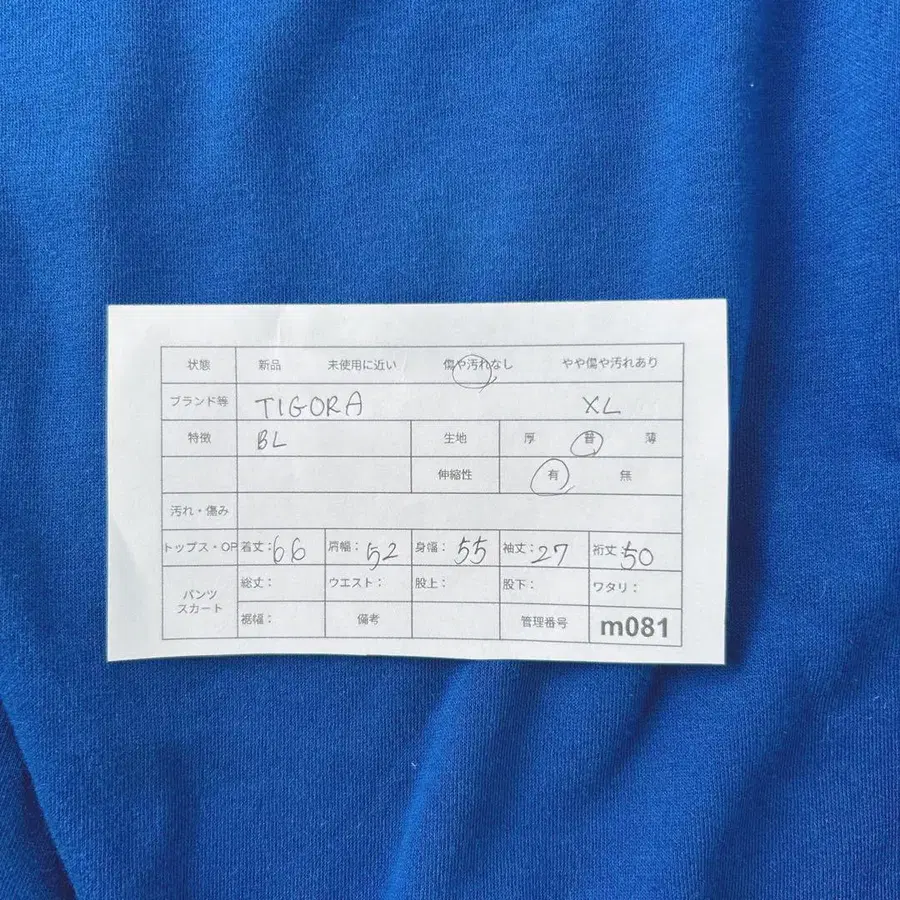 状態 新品 未使用に近い 傷や汚れなし やや傷や汚れあり
ブランド等 TIGORA XL
特徴 BL 生地 厚 普 薄
伸縮性 有 無
汚れ・傷み
トップス・OP 着丈：66 肩幅：52 身幅：55 袖丈：27 裄丈：50
パンツ スカート 総丈： ウエスト： 股上： 股下： ワタリ：
裾幅： 備考 管理番号 m081